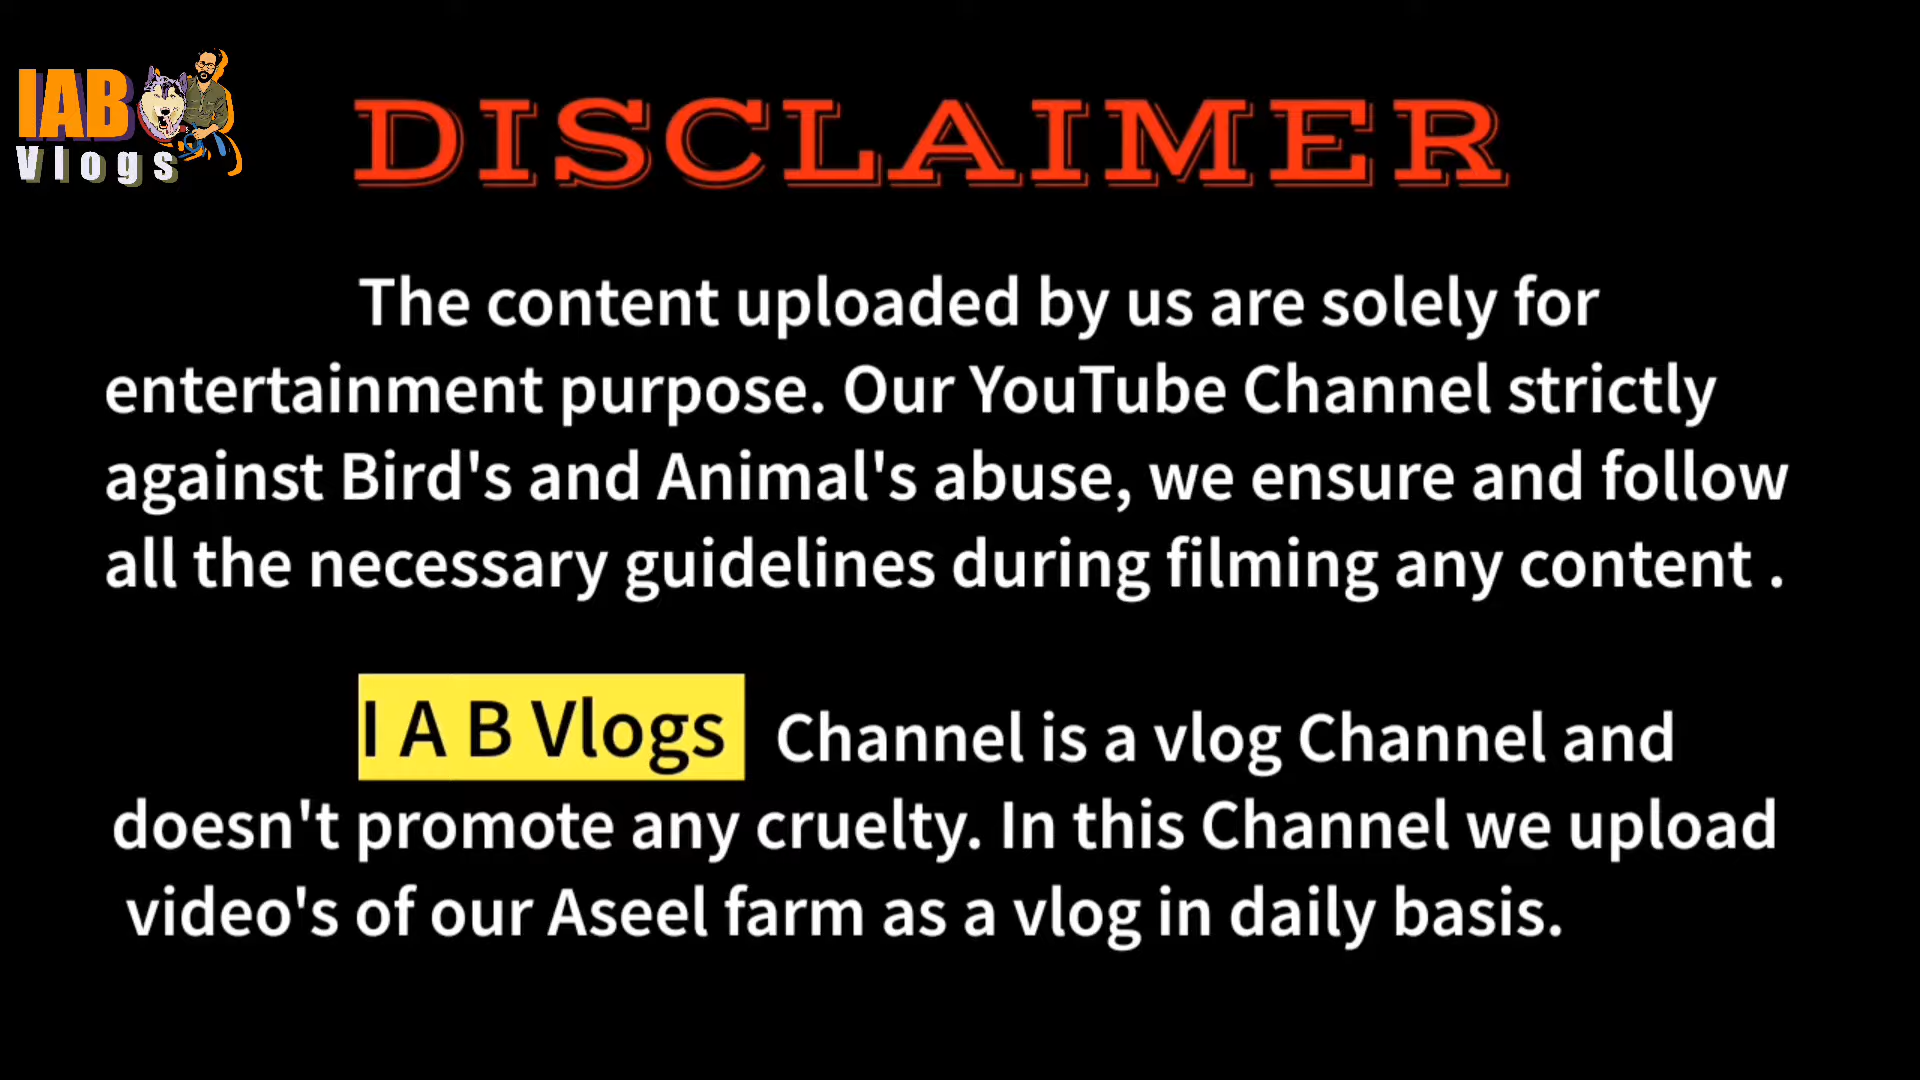 IAB
Vlogs
DISCLAIMER
The content uploaded by us are solely for
entertainment purpose. Our YouTube Channel strictly
against Bird's and Animal's abuse, we ensure and follow
all the necessary guidelines during filming any content .
I A B Vlogs Channel is a vlog Channel and
doesn't promote any cruelty. In this Channel we upload
video's of our Aseel farm as a vlog in daily basis.